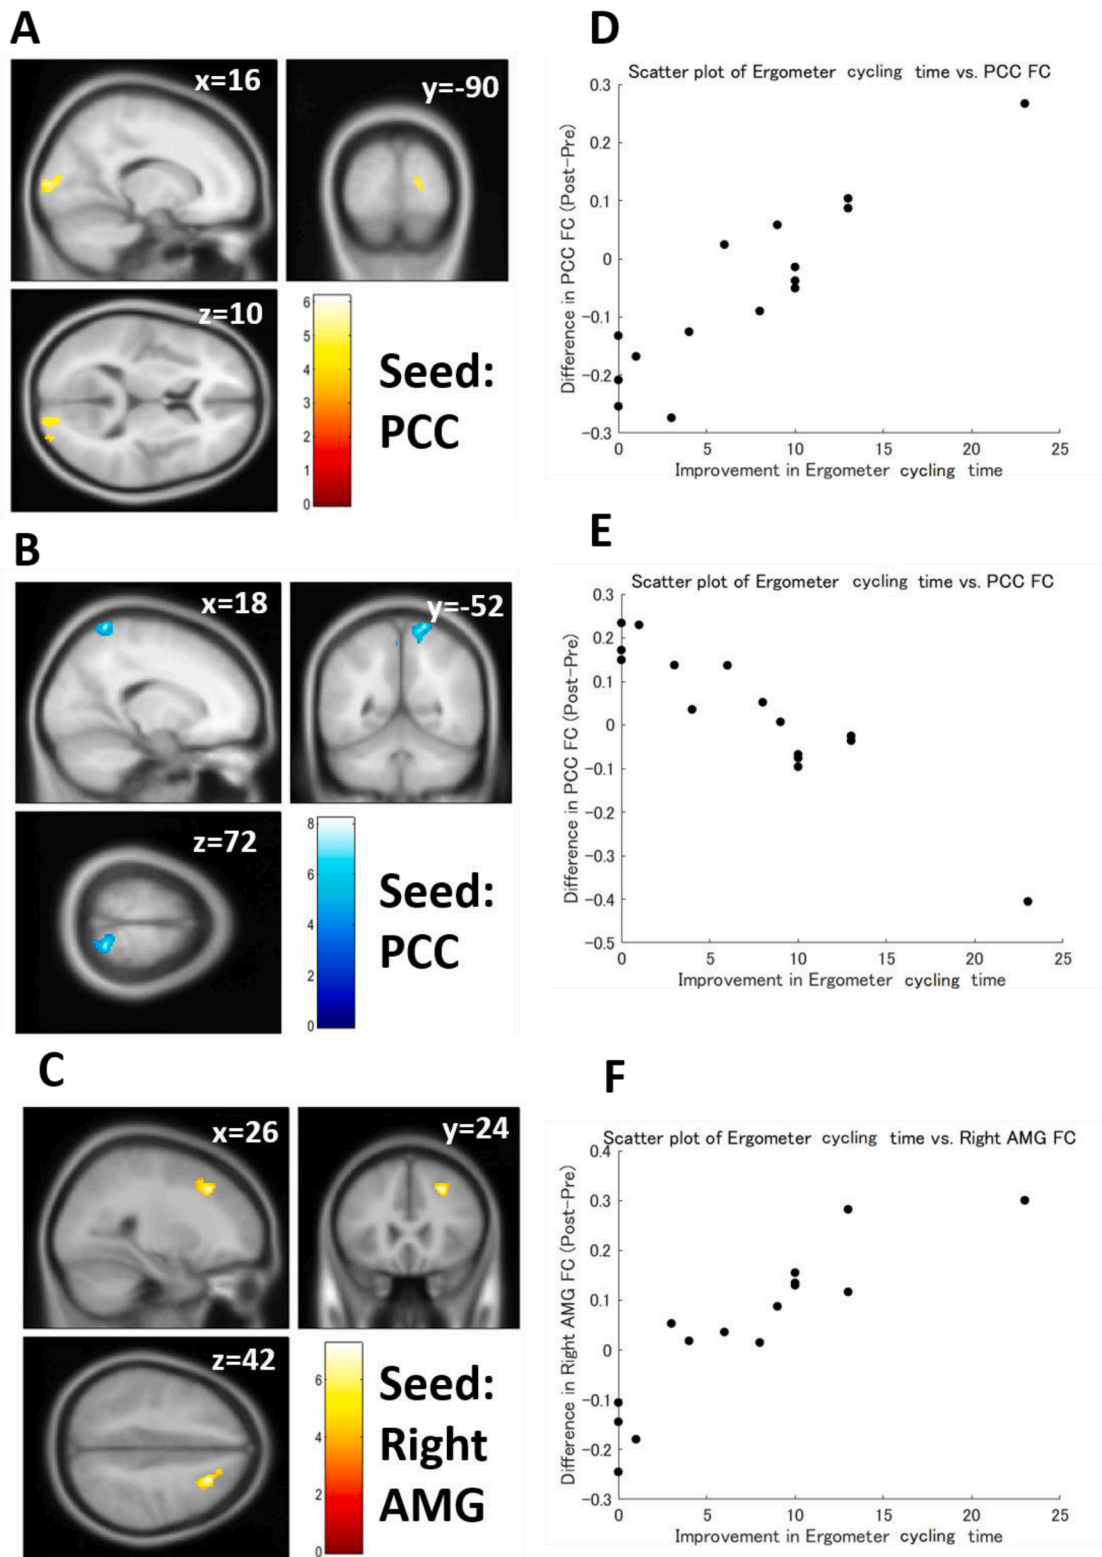 A
x=16
y=-90
z=10
6
5
4
3
2
1
0
Seed:
PCC
D
Scatter plot of Ergometer cycling time vs. PCC FC
Difference in PCC FC (Post-Pre)
0.3
0.2
0.1
0
-0.1
-0.2
-0.3
0 5 10 15 20 25
Improvement in Ergometer cycling time
B
x=18
y=-52
z=72
8
6
4
2
0
Seed:
PCC
E
Scatter plot of Ergometer cycling time vs. PCC FC
Difference in PCC FC (Post-Pre)
0.3
0.2
0.1
0
-0.1
-0.2
-0.3
-0.4
-0.5
0 5 10 15 20 25
Improvement in Ergometer cycling time
C
x=26
y=24
z=42
6
4
2
0
Seed:
Right
AMG
F
Scatter plot of Ergometer cycling time vs. Right AMG FC
Difference in Right AMG FC (Post-Pre)
0.4
0.3
0.2
0.1
0
-0.1
-0.2
-0.3
0 5 10 15 20 25
Improvement in Ergometer cycling time